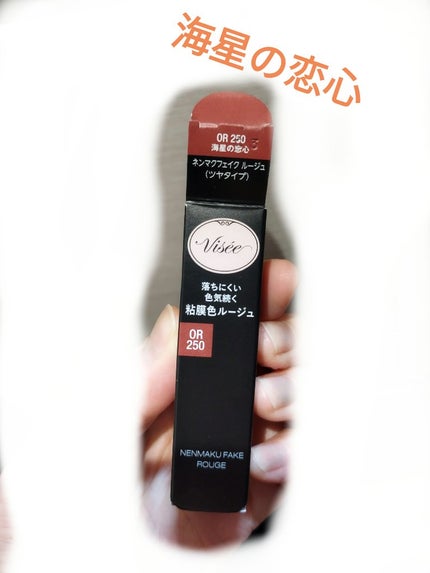 海星の恋心
OR 250
海星の恋心
ネンマクフェイク ルージュ
(ツヤタイプ)
Visée
落ちにくい
色気続く
粘膜色ルージュ
OR
250
NENMAKU FAKE
ROUGE